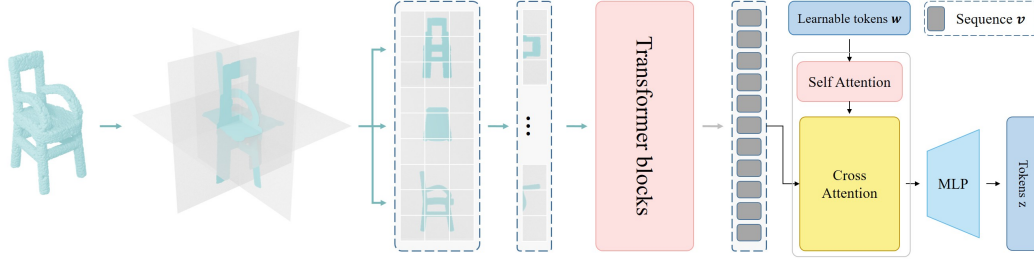 Transformer blocks
Learnable tokens w
Sequence v
Self Attention
Cross
Attention
MLP
Tokens z